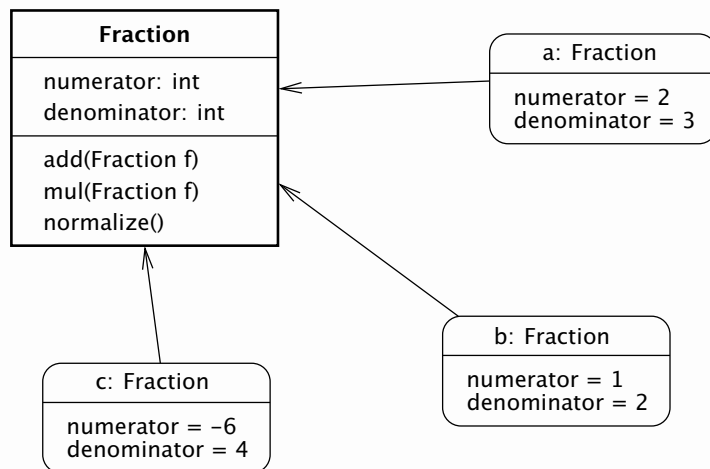 Fraction
numerator: int
denominator: int
add(Fraction f)
mul(Fraction f)
normalize()
a: Fraction
numerator = 2
denominator = 3
b: Fraction
numerator = 1
denominator = 2
c: Fraction
numerator = -6
denominator = 4